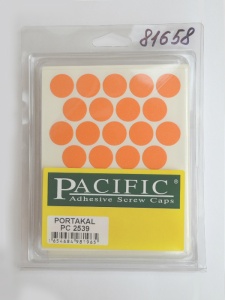 81658
PACIFIC®
Adhesive Screw Caps
PORTAKAL
PC 2539